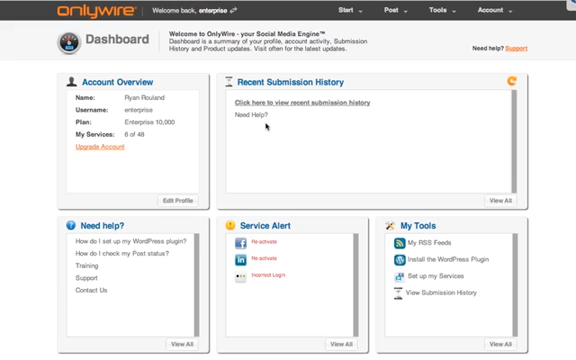 onlywire
Welcome back, enterprise
Start
Post
Tools
Account
Dashboard
Welcome to OnlyWire - your Social Media Engine™
Dashboard is a summary of your profile, account activity, Submission
History and Product updates. Visit often for the latest updates.
Need help? Support
Account Overview
Name: Ryan Rouland
Username: enterprise
Plan: Enterprise 10,000
My Services: 6 of 48
Upgrade Account
Edit Profile
Recent Submission History
Click here to view recent submission history
Need Help?
View All
Need help?
How do I set up my WordPress plugin?
How do I check my Post status?
Training
Support
Contact Us
View All
Service Alert
Re-activate
Re-activate
Incorrect Login
View All
My Tools
My RSS Feeds
Install the WordPress Plugin
Set up my Services
View Submission History
View All